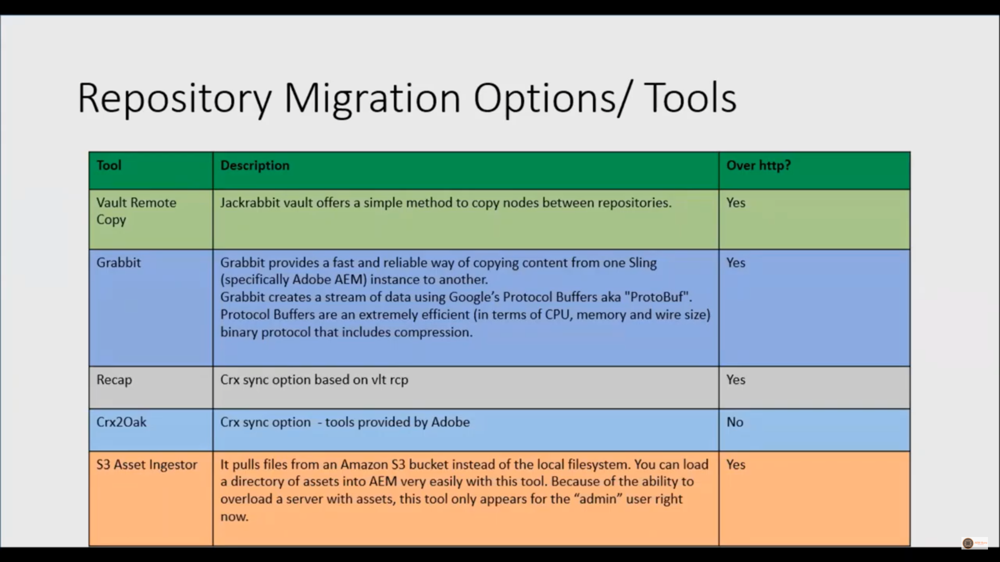 Repository Migration Options/ Tools
Tool
Description
Over http?
Vault Remote
Copy
Jackrabbit vault offers a simple method to copy nodes between repositories.
Yes
Grabbit
Grabbit provides a fast and reliable way of copying content from one Sling
(specifically Adobe AEM) instance to another.
Grabbit creates a stream of data using Google’s Protocol Buffers aka "ProtoBuf".
Protocol Buffers are an extremely efficient (in terms of CPU, memory and wire size)
binary protocol that includes compression.
Yes
Recap
Crx sync option based on vlt rcp
Yes
Crx2Oak
Crx sync option  - tools provided by Adobe
No
S3 Asset Ingestor
It pulls files from an Amazon S3 bucket instead of the local filesystem. You can load
a directory of assets into AEM very easily with this tool. Because of the ability to
overload a server with assets, this tool only appears for the “admin” user right
now.
Yes